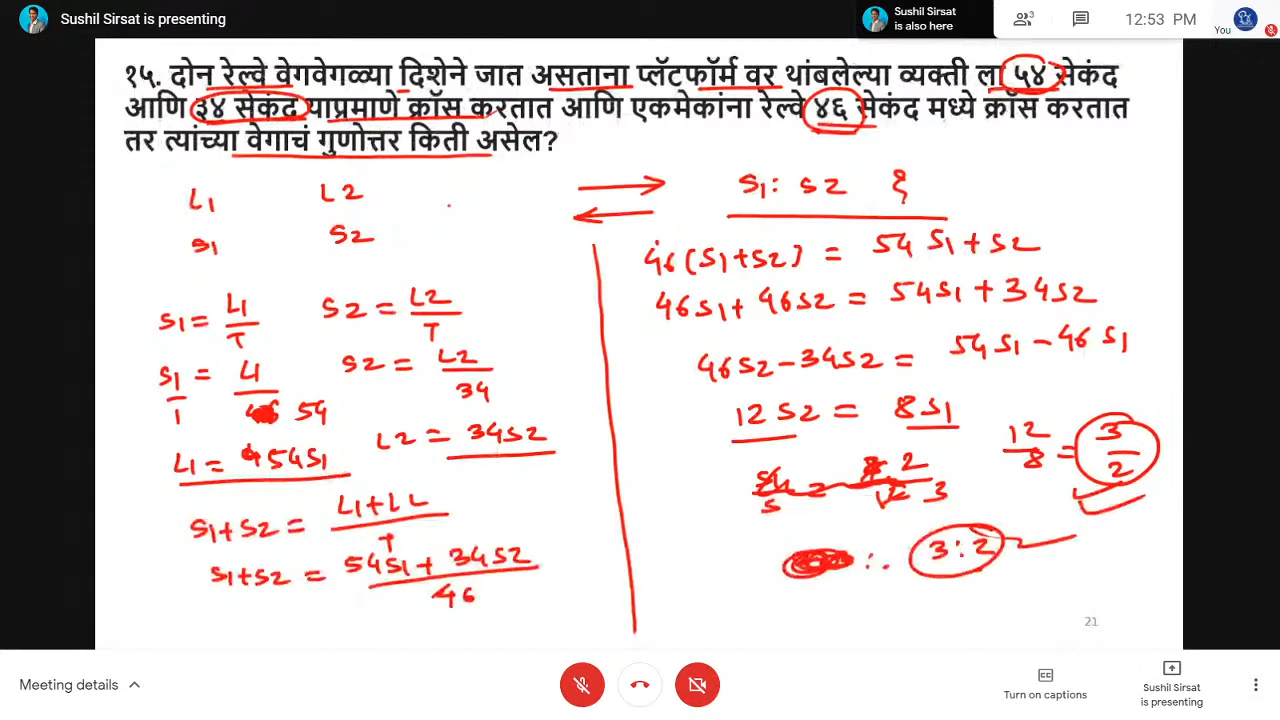 Sushil Sirsat is presenting
Sushil Sirsat
is also here
3
12:53 PM
You
१५. दोन रेल्वे वेगवेगळ्या दिशेने जात असताना प्लॅटफॉर्म वर थांबलेल्या व्यक्ती ला ५४ सेकंद
आणि ३४ सेकंद याप्रमाणे क्रॉस करतात आणि एकमेकांना रेल्वे ४६ सेकंद मध्ये क्रॉस करतात
तर त्यांच्या वेगाचं गुणोत्तर किती असेल?
L1 L2
S1 S2
S1 = L1/T S2 = L2/T
S1/1 = L1/54 S2 = L2/34
L1 = 54S1 L2 = 34S2
S1+S2 = L1+L2/T
S1+S2 = 54S1+34S2/46
S1 : S2
46(S1+S2) = 54S1+S2
46S1+46S2 = 54S1+34S2
46S2-34S2 = 54S1-46S1
12S2 = 8S1
12/8 = 3/2
∴ 3:2
21
Meeting details
Turn on captions
Sushil Sirsat
is presenting